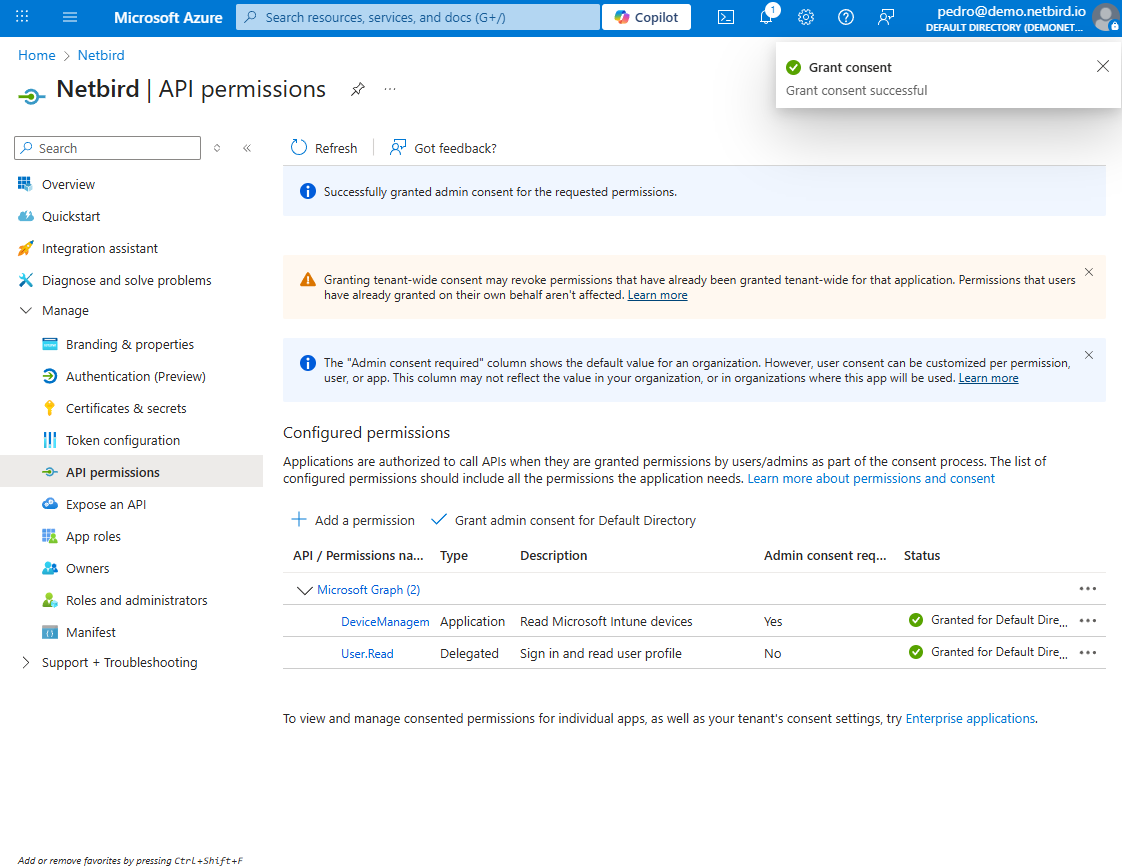 Microsoft Azure
Search resources, services, and docs (G+/)
Copilot
1
pedro@demo.netbird.io
DEFAULT DIRECTORY (DEMONET...
Home > Netbird
Netbird | API permissions
...
Grant consent
Grant consent successful
Search
Refresh
Got feedback?
Overview
Quickstart
Integration assistant
Diagnose and solve problems
Manage
Branding & properties
Authentication (Preview)
Certificates & secrets
Token configuration
API permissions
Expose an API
App roles
Owners
Roles and administrators
Manifest
Support + Troubleshooting
Successfully granted admin consent for the requested permissions.
Granting tenant-wide consent may revoke permissions that have already been granted tenant-wide for that application. Permissions that users
have already granted on their own behalf aren't affected. Learn more
The "Admin consent required" column shows the default value for an organization. However, user consent can be customized per permission,
user, or app. This column may not reflect the value in your organization, or in organizations where this app will be used. Learn more
Configured permissions
Applications are authorized to call APIs when they are granted permissions by users/admins as part of the consent process. The list of
configured permissions should include all the permissions the application needs. Learn more about permissions and consent
Add a permission
Grant admin consent for Default Directory
API / Permissions na... Type Description Admin consent req... Status
Microsoft Graph (2)
DeviceManagem Application Read Microsoft Intune devices Yes Granted for Default Dire...
User.Read Delegated Sign in and read user profile No Granted for Default Dire...
To view and manage consented permissions for individual apps, as well as your tenant's consent settings, try Enterprise applications.
Add or remove favorites by pressing Ctrl+Shift+F